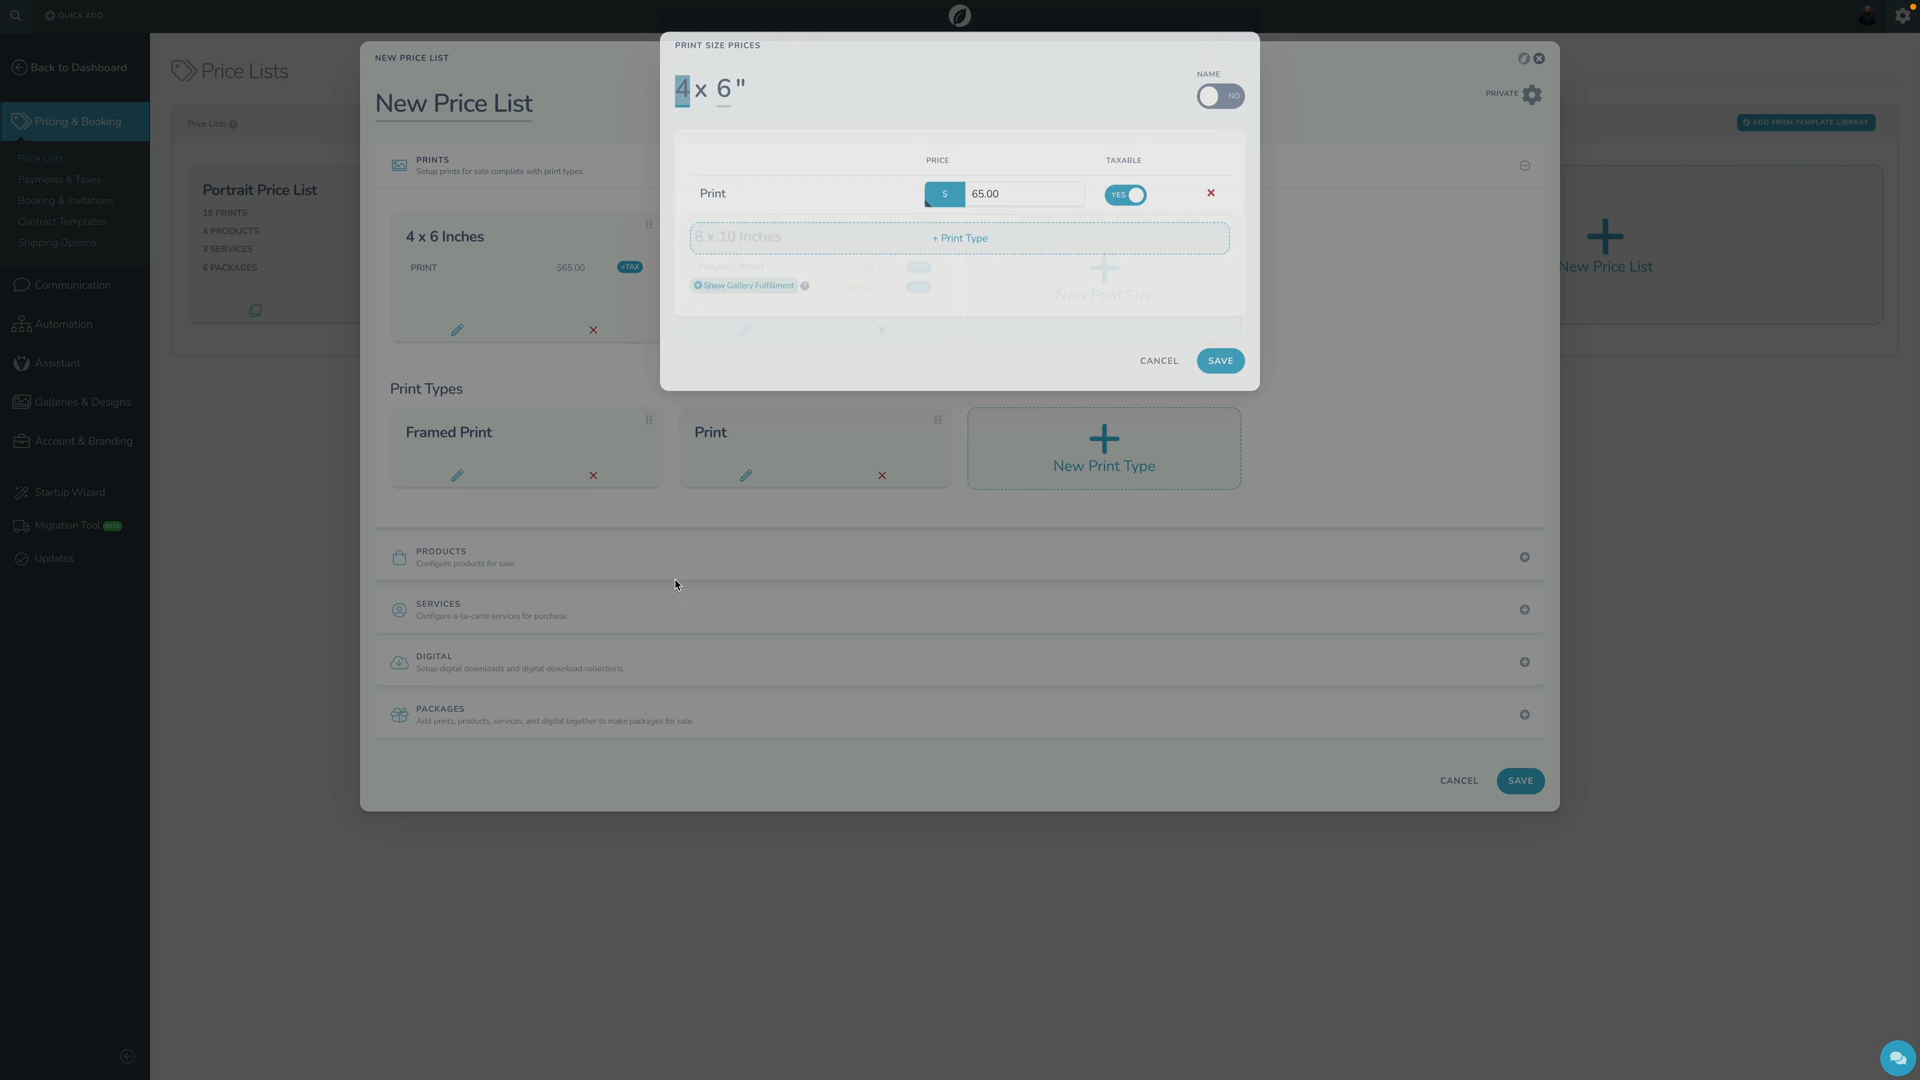 QUICK ADD
Back to Dashboard
Pricing & Booking
Price Lists
Payments & Taxes
Booking & Invitations
Contract Templates
Shipping Options
Communication
Automation
Assistant
Galleries & Designs
Account & Branding
Startup Wizard
Migration Tool BETA
Updates
Price Lists
Price Lists
ADD FROM TEMPLATE LIBRARY
Portrait Price List
18 PRINTS
4 PRODUCTS
3 SERVICES
6 PACKAGES
New Price List
NEW PRICE LIST
New Price List
PRIVATE
PRINTS
Setup prints for sale complete with print types.
4 x 6 Inches
PRINT $65.00 +TAX
8 x 10 Inches
FRAMED PRINT
New Print Size
Print Types
Framed Print
Print
New Print Type
PRODUCTS
Configure products for sale.
SERVICES
Configure a-la-carte services for purchase.
DIGITAL
Setup digital downloads and digital download collections.
PACKAGES
Add prints, products, services, and digital together to make packages for sale.
CANCEL SAVE
PRINT SIZE PRICES
4 x 6 "
NAME
NO
PRICE TAXABLE
Print $ 65.00 YES
+ Print Type
Show Gallery Fulfillment
CANCEL SAVE